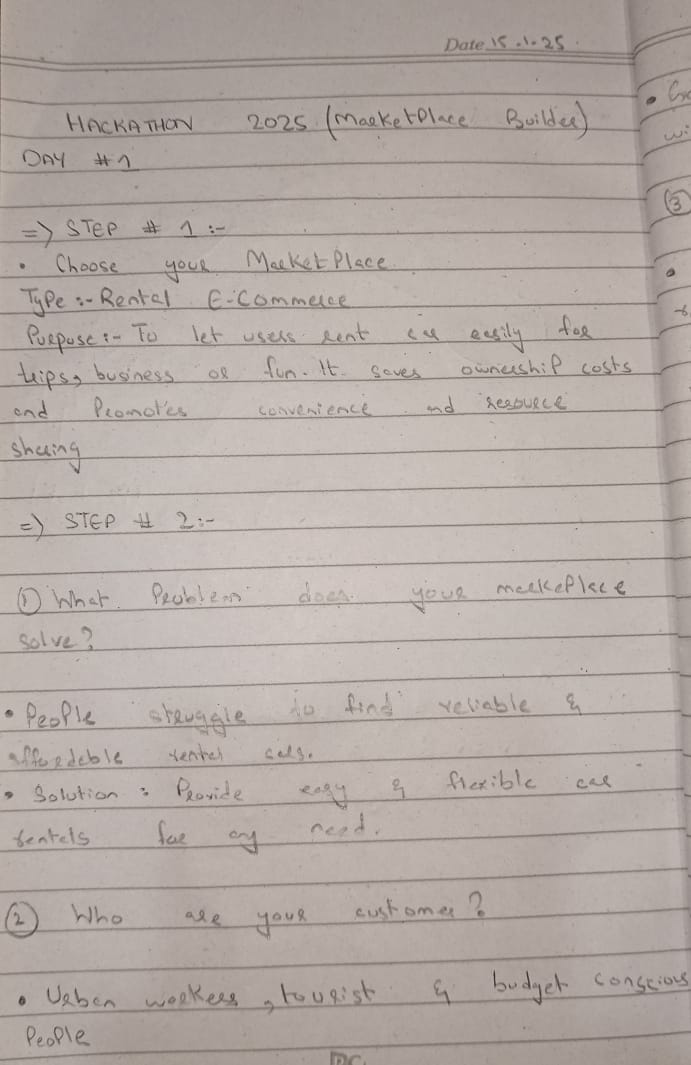 Date 15.1.25
HACKATHON 2025 (MarketPlace Builder)
DAY #1
=> STEP # 1 :-
• Choose your MarketPlace
Type :- Rental E-Commerce
Purpose :- To let users rent car easily for
trips, business or fun. It saves ownership costs
and Promotes convenience and resource
sharing
=> STEP # 2 :-
① What Problem does your markePlace
solve?
• People struggle to find reliable &
affordable rental cars.
• Solution : Provide easy & flexible car
rentals for any need.
② Who are your customer?
• Urban workers, tourist & budget conscious
People
③